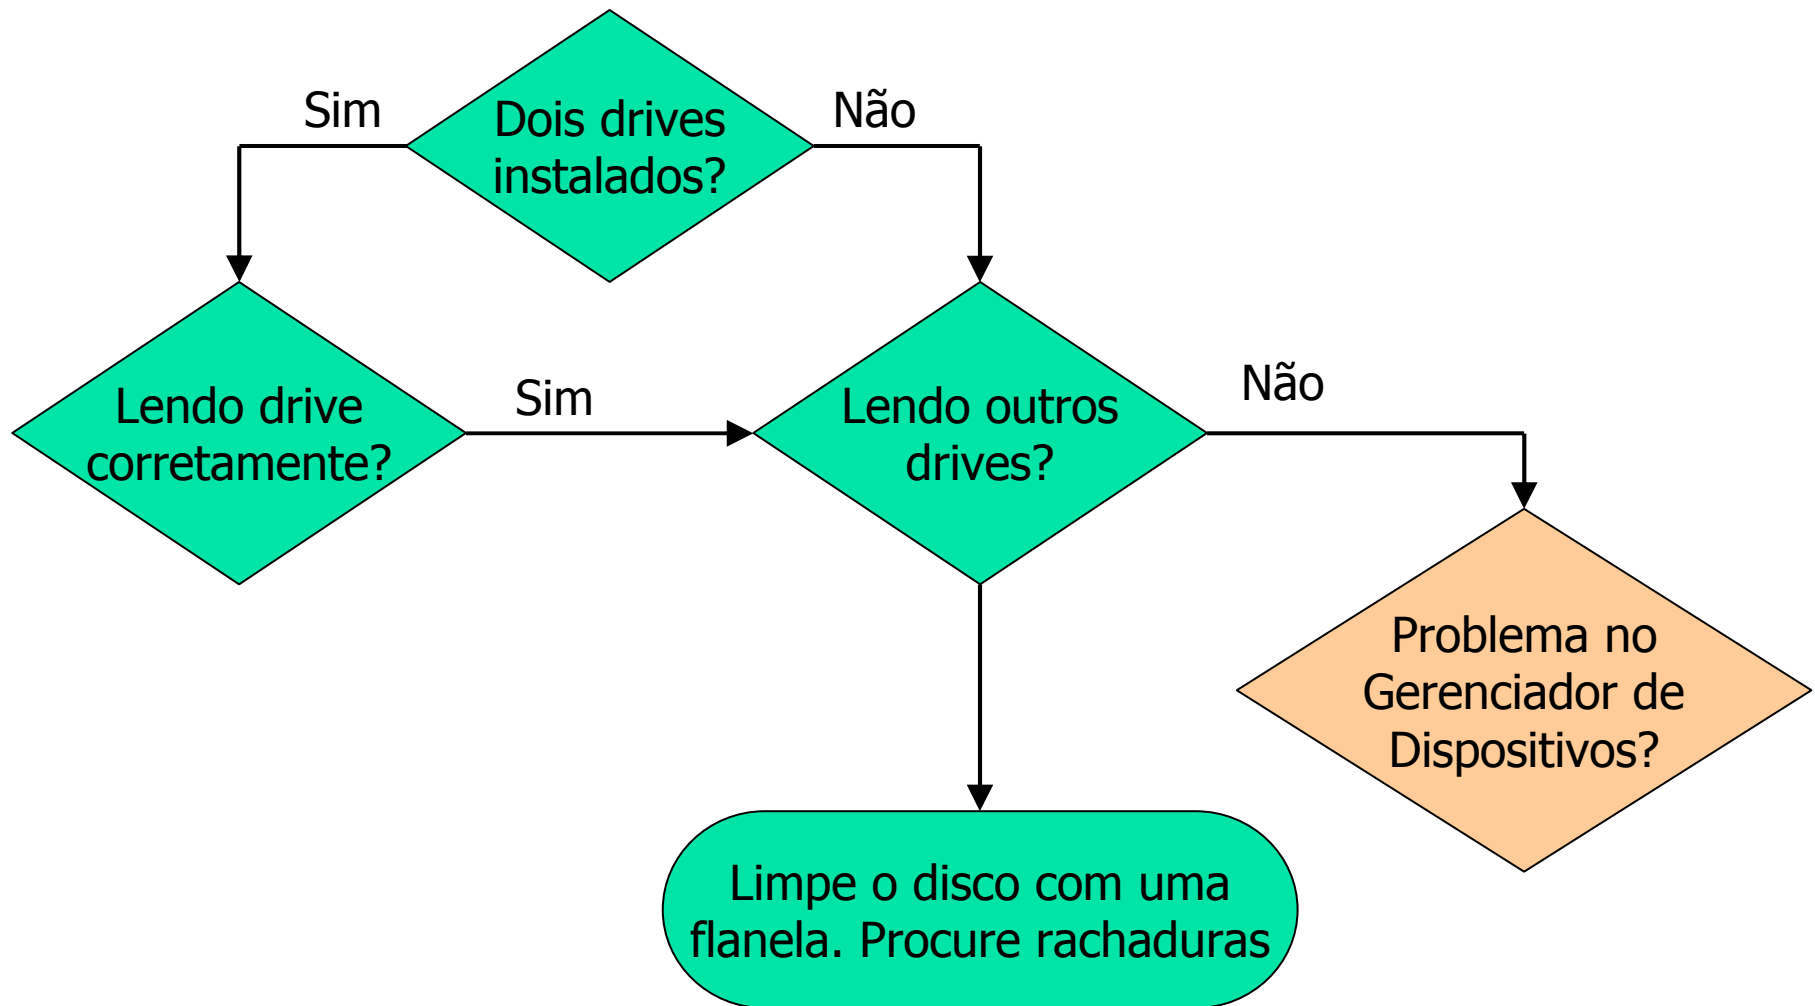 Sim
Dois drives
instalados?
Não
Lendo drive
corretamente?
Sim
Lendo outros
drives?
Não
Problema no
Gerenciador de
Dispositivos?
Limpe o disco com uma
flanela. Procure rachaduras